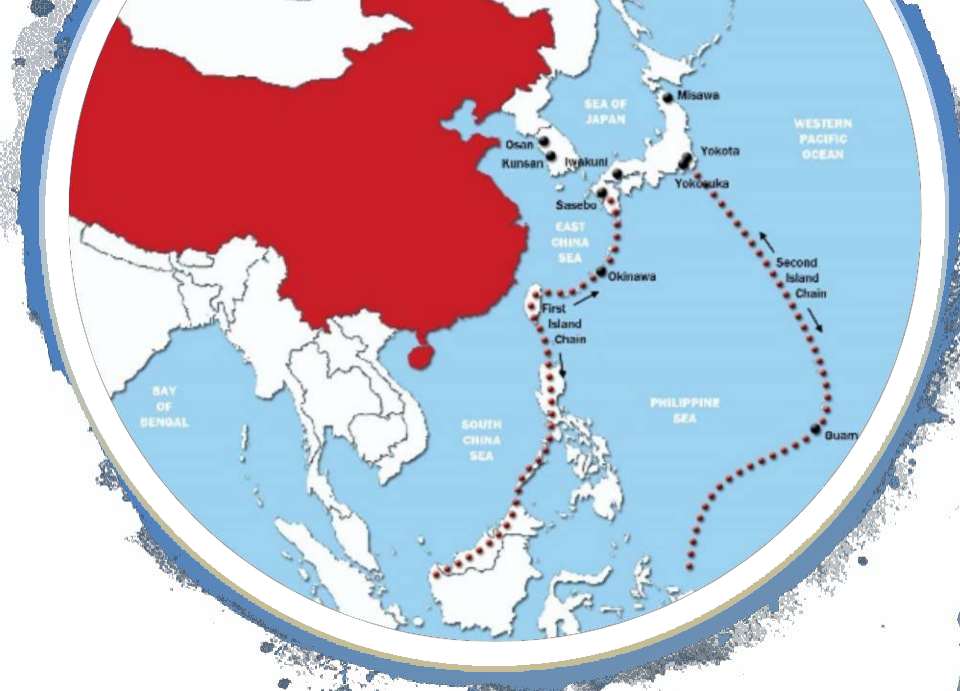 Misawa
SEA OF
JAPAN
WESTERN
PACIFIC
OCEAN
Osan
Kunsan
Iwakuni
Yokota
Yokosuka
Sasebo
EAST
CHINA
SEA
Okinawa
Second
Island
Chain
First
Island
Chain
BAY
OF
BENGAL
PHILIPPINE
SEA
SOUTH
CHINA
SEA
Guam